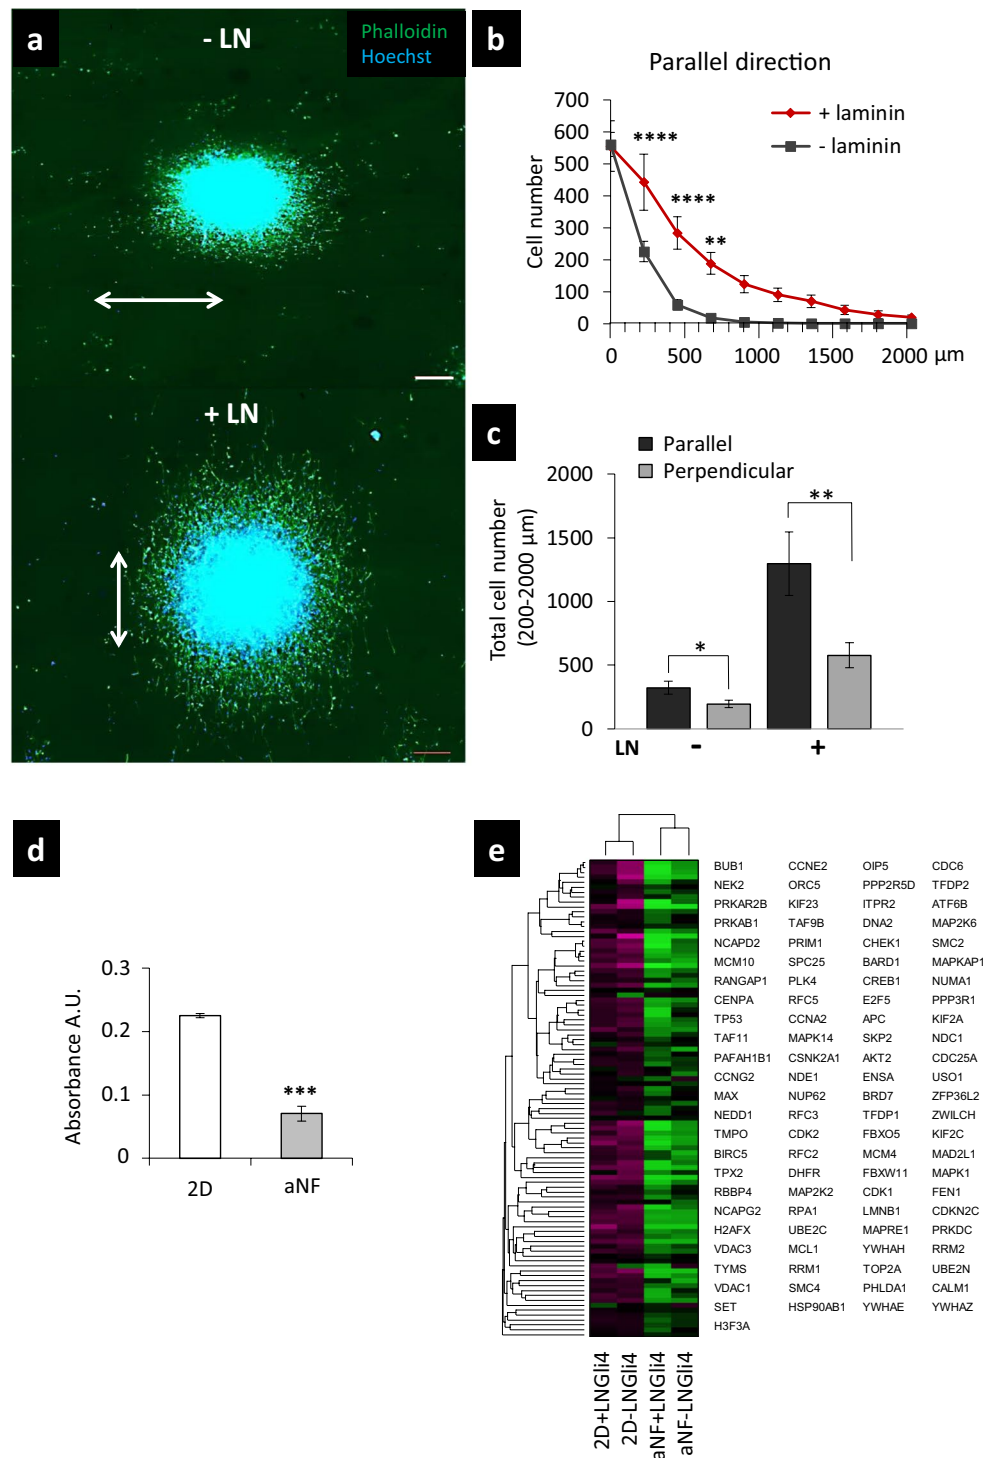 a
- LN
Phalloidin
Hoechst
+ LN
b
Parallel direction
+ laminin
- laminin
Cell number
700
600
500
400
300
200
100
0
****
****
**
0 500 1000 1500 2000 µm
c
Parallel
Perpendicular
Total cell number
(200-2000 µm)
2000
1500
1000
500
0
*
**
LN - +
d
Absorbance A.U.
0.3
0.2
0.1
0
***
2D aNF
e
BUB1 CCNE2 OIP5 CDC6
NEK2 ORC5 PPP2R5D TFDP2
PRKAR2B KIF23 ITPR2 ATF6B
PRKAB1 TAF9B DNA2 MAP2K6
NCAPD2 PRIM1 CHEK1 SMC2
MCM10 SPC25 BARD1 MAPKAP1
RANGAP1 PLK4 CREB1 NUMA1
CENPA RFC5 E2F5 PPP3R1
TP53 CCNA2 APC KIF2A
TAF11 MAPK14 SKP2 NDC1
PAFAH1B1 CSNK2A1 AKT2 CDC25A
CCNG2 NDE1 ENSA USO1
MAX NUP62 BRD7 ZFP36L2
NEDD1 RFC3 TFDP1 ZWILCH
TMPO CDK2 FBXO5 KIF2C
BIRC5 RFC2 MCM4 MAD2L1
TPX2 DHFR FBXW11 MAPK1
RBBP4 MAP2K2 CDK1 FEN1
NCAPG2 RPA1 LMNB1 CDKN2C
H2AFX UBE2C MAPRE1 PRKDC
VDAC3 MCL1 YWHAH RRM2
TYMS RRM1 TOP2A UBE2N
VDAC1 SMC4 PHLDA1 CALM1
SET HSP90AB1 YWHAE YWHAZ
H3F3A
2D+LNGli4
2D-LNGli4
aNF+LNGli4
aNF-LNGli4